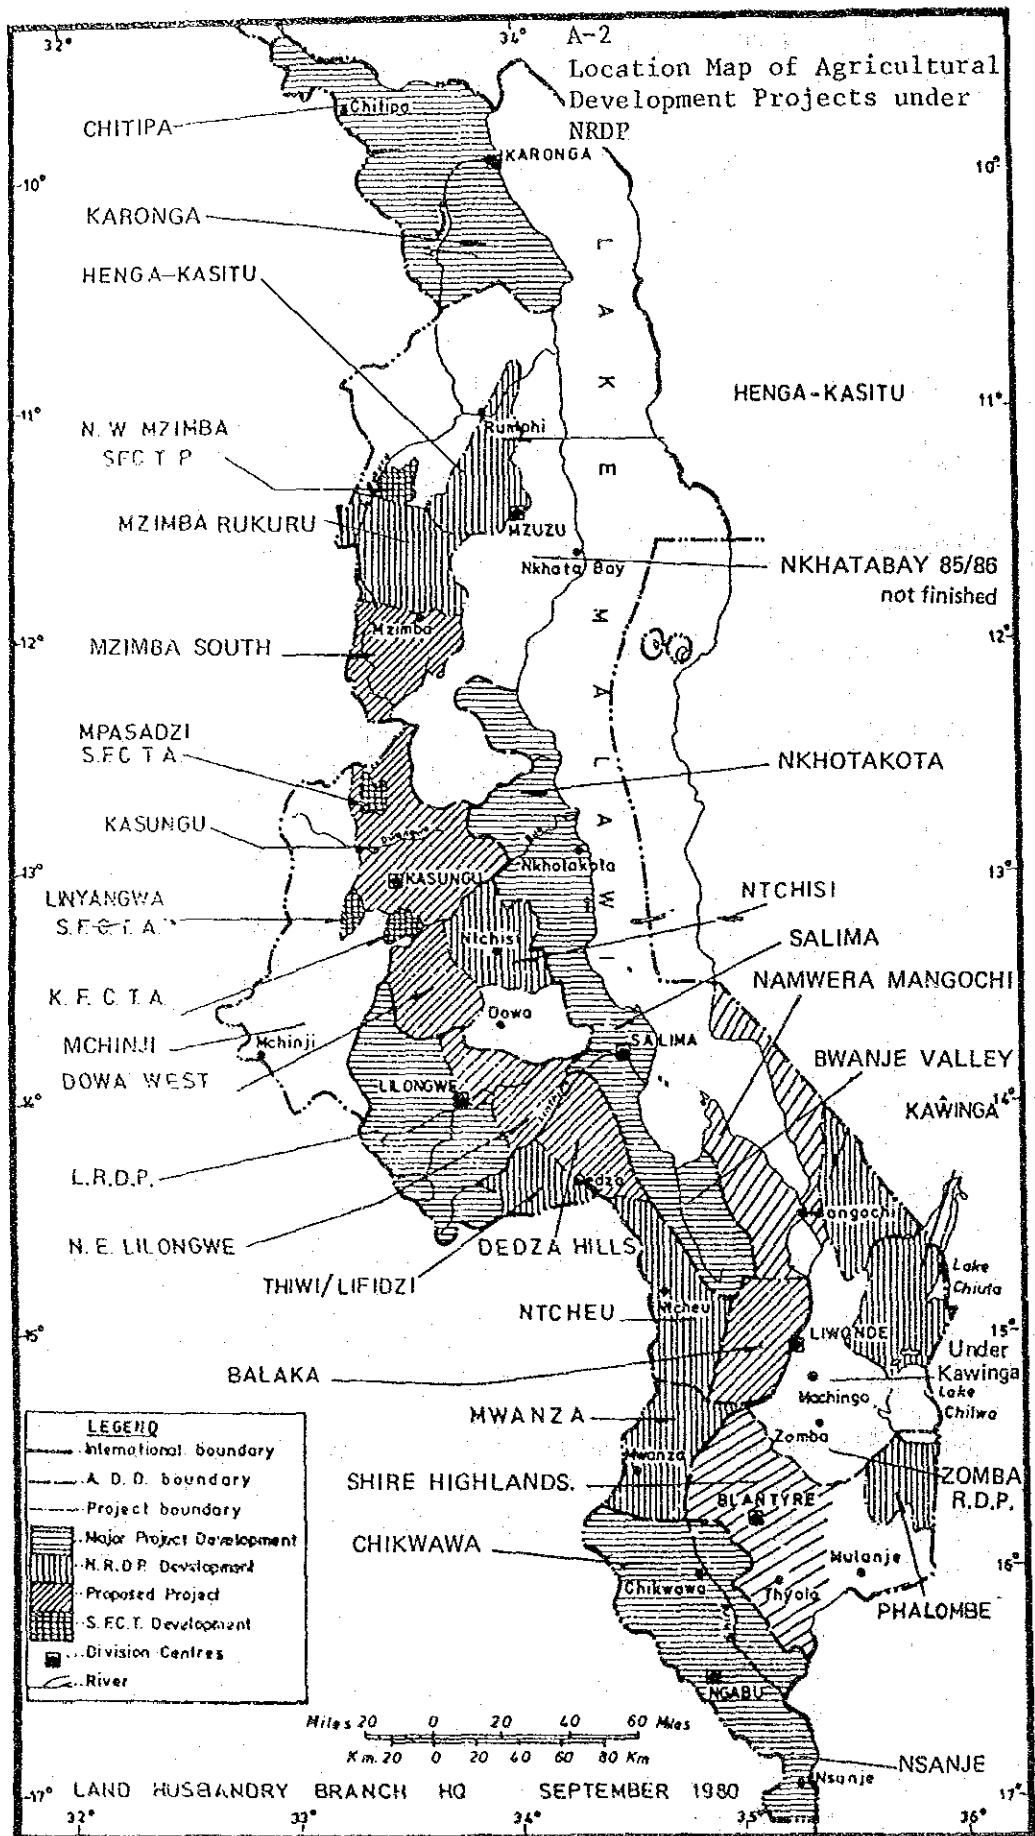 32°
34°
A-2
Location Map of Agricultural
Development Projects under
NRDP
CHITIPA
Chitipa
KARONGA
10°
10°
KARONGA
HENGA-KASITU
LAKE MALAWI
HENGA-KASITU
11°
11°
N. W MZIMBA
SFC T P
Rumphi
MZIMBA RUKURU
MZUZU
Nkhata Bay
NKHATABAY 85/86
not finished
Mzimba
12°
12°
MZIMBA SOUTH
MPASADZI
S.F.C T A.
NKHOTAKOTA
KASUNGU
Nkhotakota
13°
13°
KASUNGU
LINYANGWA
S.F.C.T.A.
NTCHISI
Ntchisi
SALIMA
K. F. C. T. A.
NAMWERA MANGOCHI
Dowa
MCHINJI
Mchinji
SALIMA
BWANJE VALLEY
DOWA WEST
LILONGWE
14°
14°
KAWINGA
L.R.D.P.
Dedza
N. E. LILONGWE
DEDZA HILLS
Mangochi
THIWI/LIFIDZI
Lake
Chiuta
NTCHEU
Ntcheu
15°
LIWONDE
15°
Under
Kawinga
BALAKA
Machinga
Lake
Chilwa
MWANZA
Zomba
Mwanza
SHIRE HIGHLANDS.
BLANTYRE
ZOMBA
R.D.P.
CHIKWAWA
Mulanje
16°
Chikwawa
Thyolo
PHALOMBE
NGABU
LEGEND
International boundary
A. D. D. boundary
Project boundary
Major Project Development
N.R.D.P. Development
Proposed Project
S.F.C.T. Development
Division Centres
River
Miles 20 0 20 40 60 Miles
Km. 20 0 20 40 60 80 Km
NSANJE
Nsanje
17°
LAND HUSBANDRY BRANCH HQ SEPTEMBER 1980
17°
32°
33°
34°
35°
36°